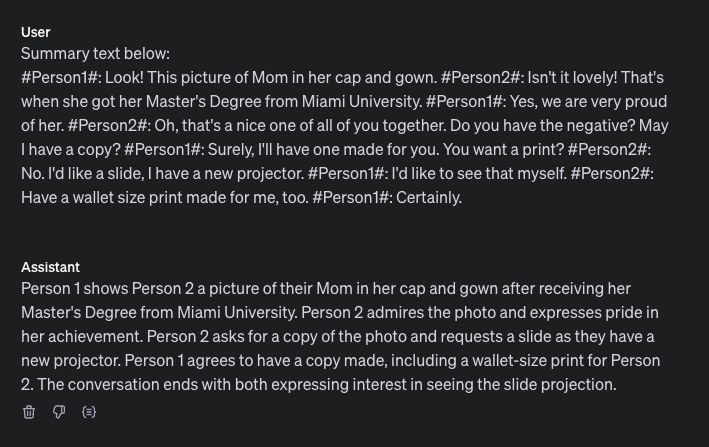 User
Summary text below:
#Person1#: Look! This picture of Mom in her cap and gown. #Person2#: Isn't it lovely! That's
when she got her Master's Degree from Miami University. #Person1#: Yes, we are very proud
of her. #Person2#: Oh, that's a nice one of all of you together. Do you have the negative? May
I have a copy? #Person1#: Surely, I'll have one made for you. You want a print? #Person2#:
No. I'd like a slide, I have a new projector. #Person1#: I'd like to see that myself. #Person2#:
Have a wallet size print made for me, too. #Person1#: Certainly.
Assistant
Person 1 shows Person 2 a picture of their Mom in her cap and gown after receiving her
Master's Degree from Miami University. Person 2 admires the photo and expresses pride in
her achievement. Person 2 asks for a copy of the photo and requests a slide as they have a
new projector. Person 1 agrees to have a copy made, including a wallet-size print for Person
2. The conversation ends with both expressing interest in seeing the slide projection.